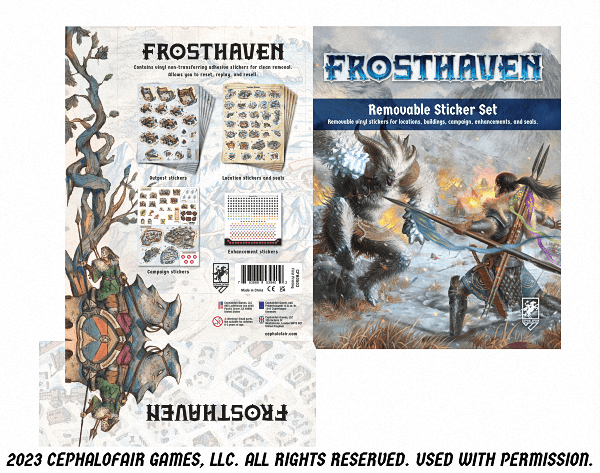 FROSTHAVEN
Contains vinyl non-transferring adhesive stickers for clean removal.
Allows you to reset, replay, and resell.
Outpost stickers
Location stickers and seals
Campaign stickers
Enhancement stickers
Made in China
cephalofair.com
FROSTHAVEN
FROSTHAVEN
Removable Sticker Set
Removable vinyl stickers for locations, buildings, campaign, enhancements, and seals.
2023 CEPHALOFAIR GAMES, LLC. ALL RIGHTS RESERVED. USED WITH PERMISSION.